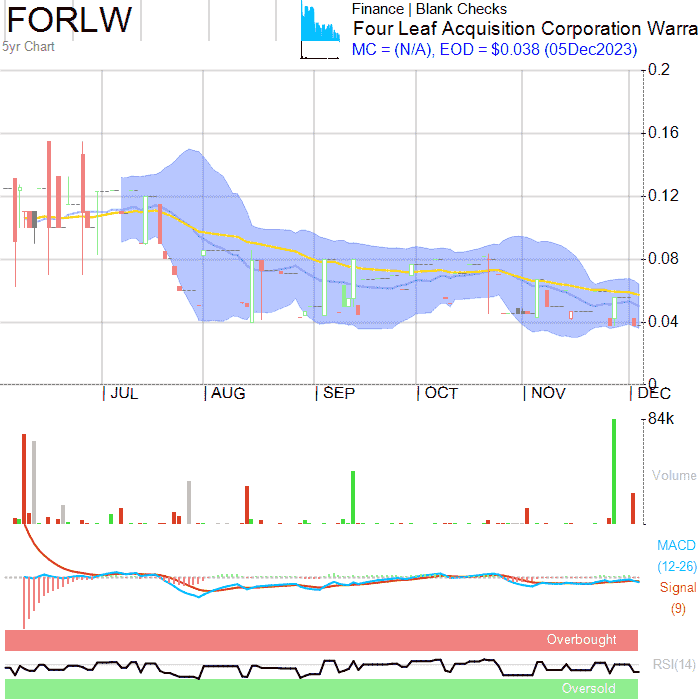 FORLW
5yr Chart
Finance | Blank Checks
Four Leaf Acquisition Corporation Warra
MC = (N/A), EOD = $0.038 (05Dec2023)
0.2
0.16
0.12
0.08
0.04
0
JUL AUG SEP OCT NOV DEC
84k
Volume
MACD
(12-26)
Signal
(9)
Overbought
RSI(14)
Oversold